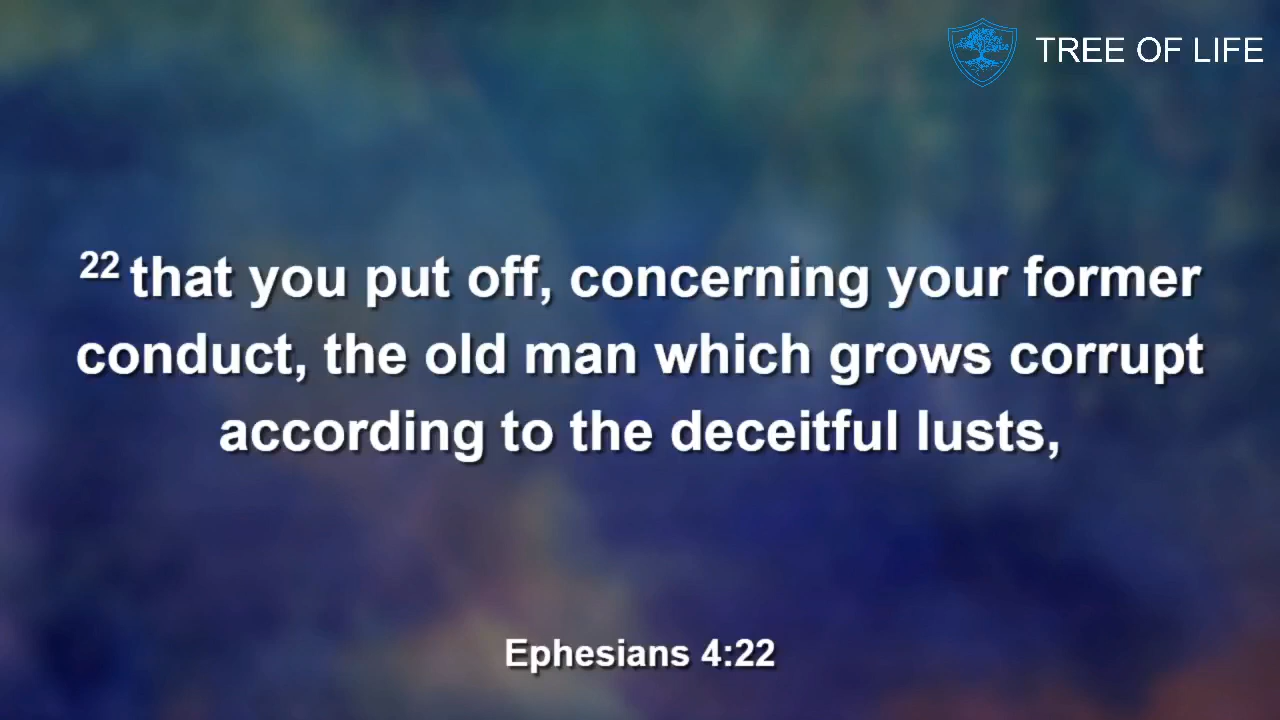 TREE OF LIFE
22 that you put off, concerning your former
conduct, the old man which grows corrupt
according to the deceitful lusts,
Ephesians 4:22